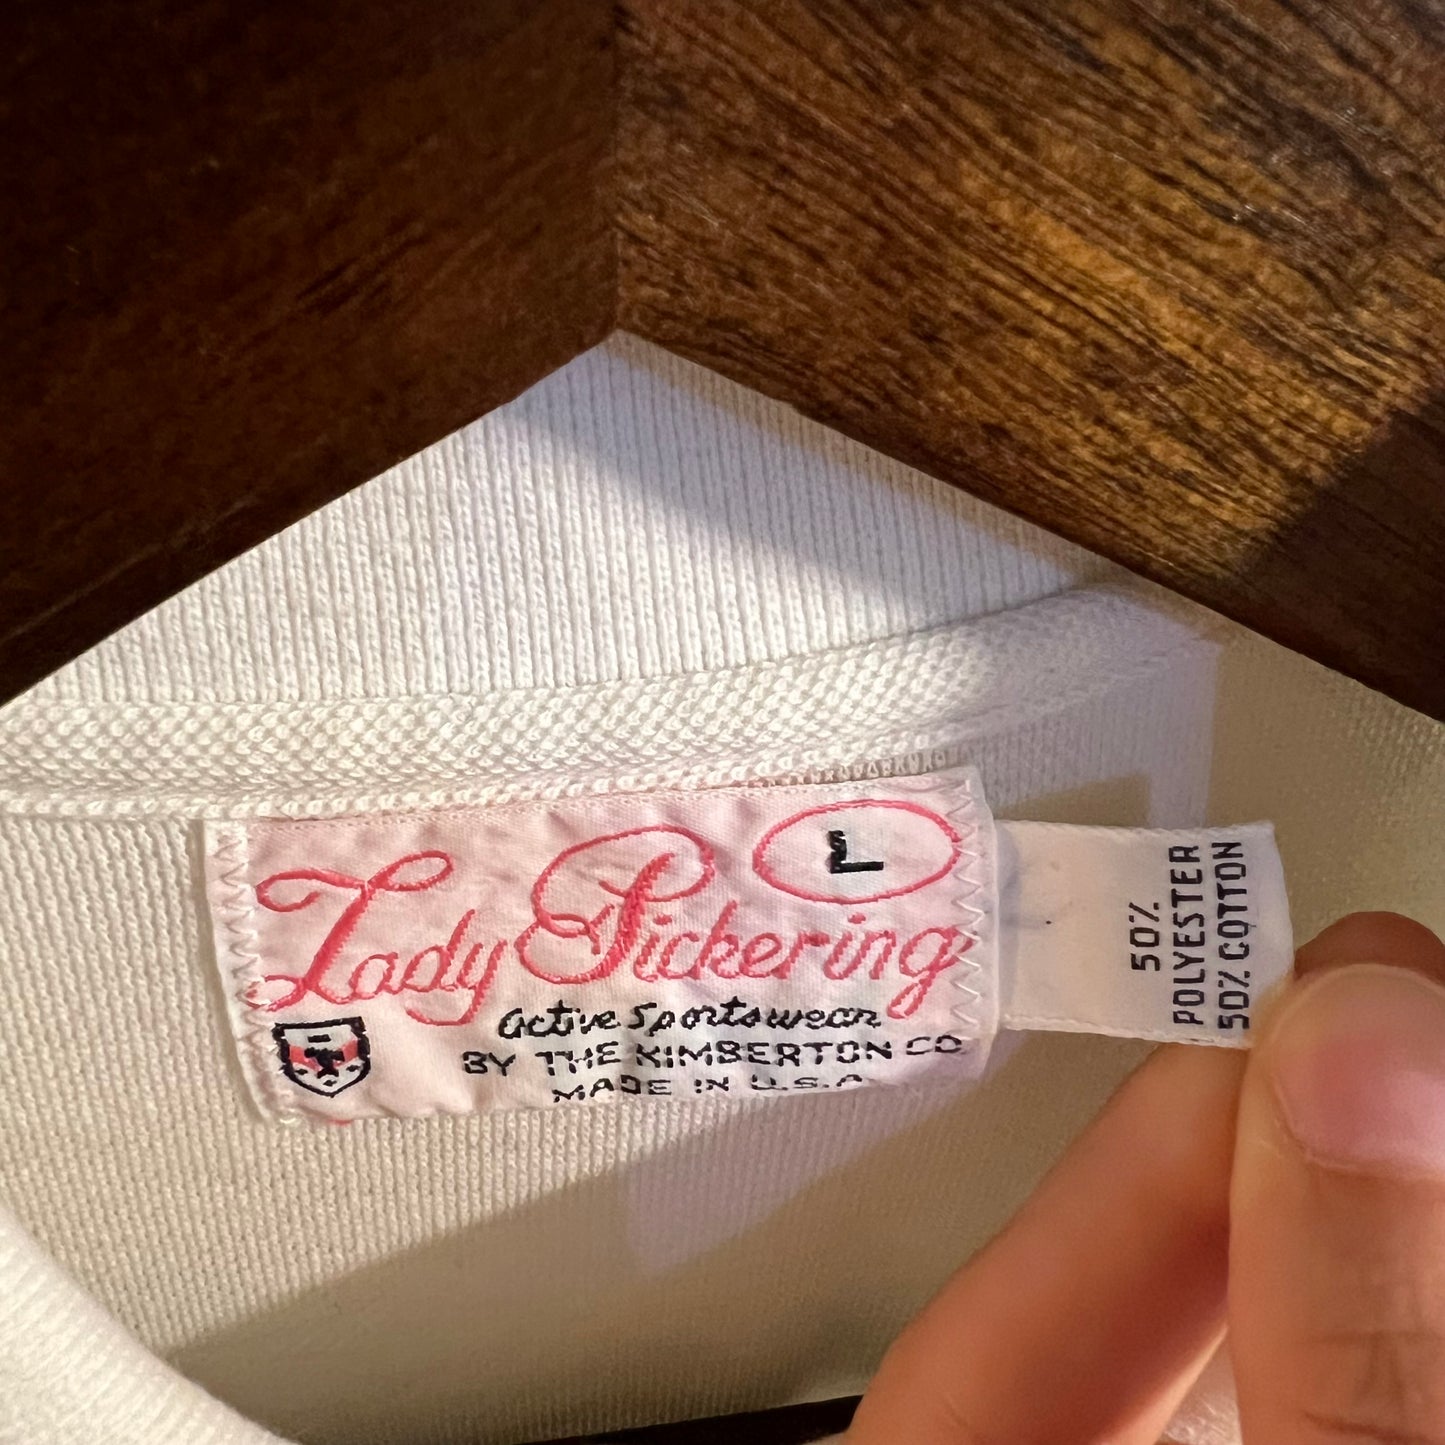 Lady Pickering
L
Active Sportswear
BY THE KIMBERTON CO
MADE IN U.S.A
50%
POLYESTER
50% COTTON